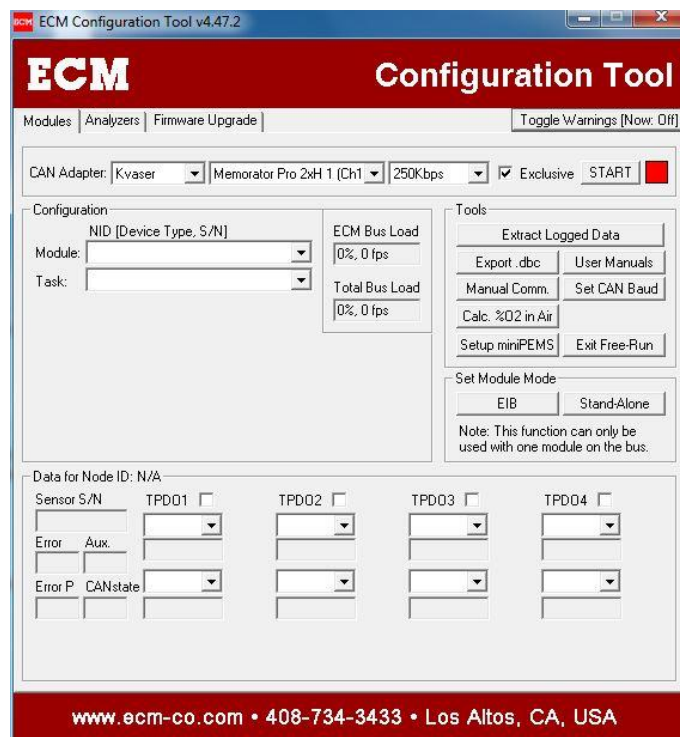 ECM ECM Configuration Tool v4.47.2
ECM Configuration Tool
Modules Analyzers Firmware Upgrade Toggle Warnings [Now: Off]
CAN Adapter: Kvaser Memorator Pro 2xH 1 (Ch1 250Kbps Exclusive START
Configuration
NID [Device Type, S/N]
Module:
Task:
ECM Bus Load
0%, 0 fps
Total Bus Load
0%, 0 fps
Tools
Extract Logged Data
Export .dbc User Manuals
Manual Comm. Set CAN Baud
Calc. %O2 in Air
Setup miniPEMS Exit Free-Run
Set Module Mode
EIB Stand-Alone
Note: This function can only be
used with one module on the bus.
Data for Node ID: N/A
Sensor S/N TPDO1 TPDO2 TPDO3 TPDO4
Error Aux.
Error P CANstate
www.ecm-co.com • 408-734-3433 • Los Altos, CA, USA